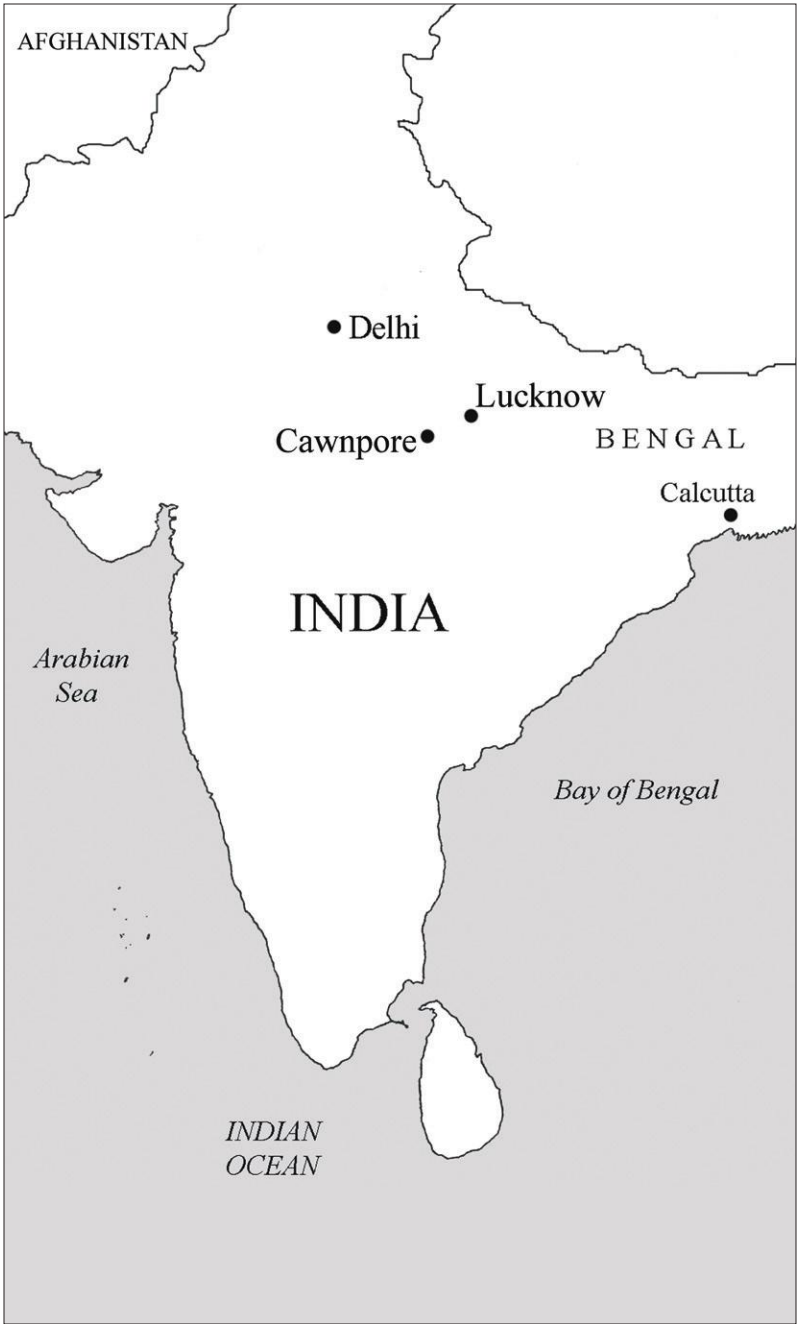 AFGHANISTAN
Delhi
Lucknow
Cawnpore
BENGAL
Calcutta
INDIA
Arabian
Sea
Bay of Bengal
INDIAN
OCEAN